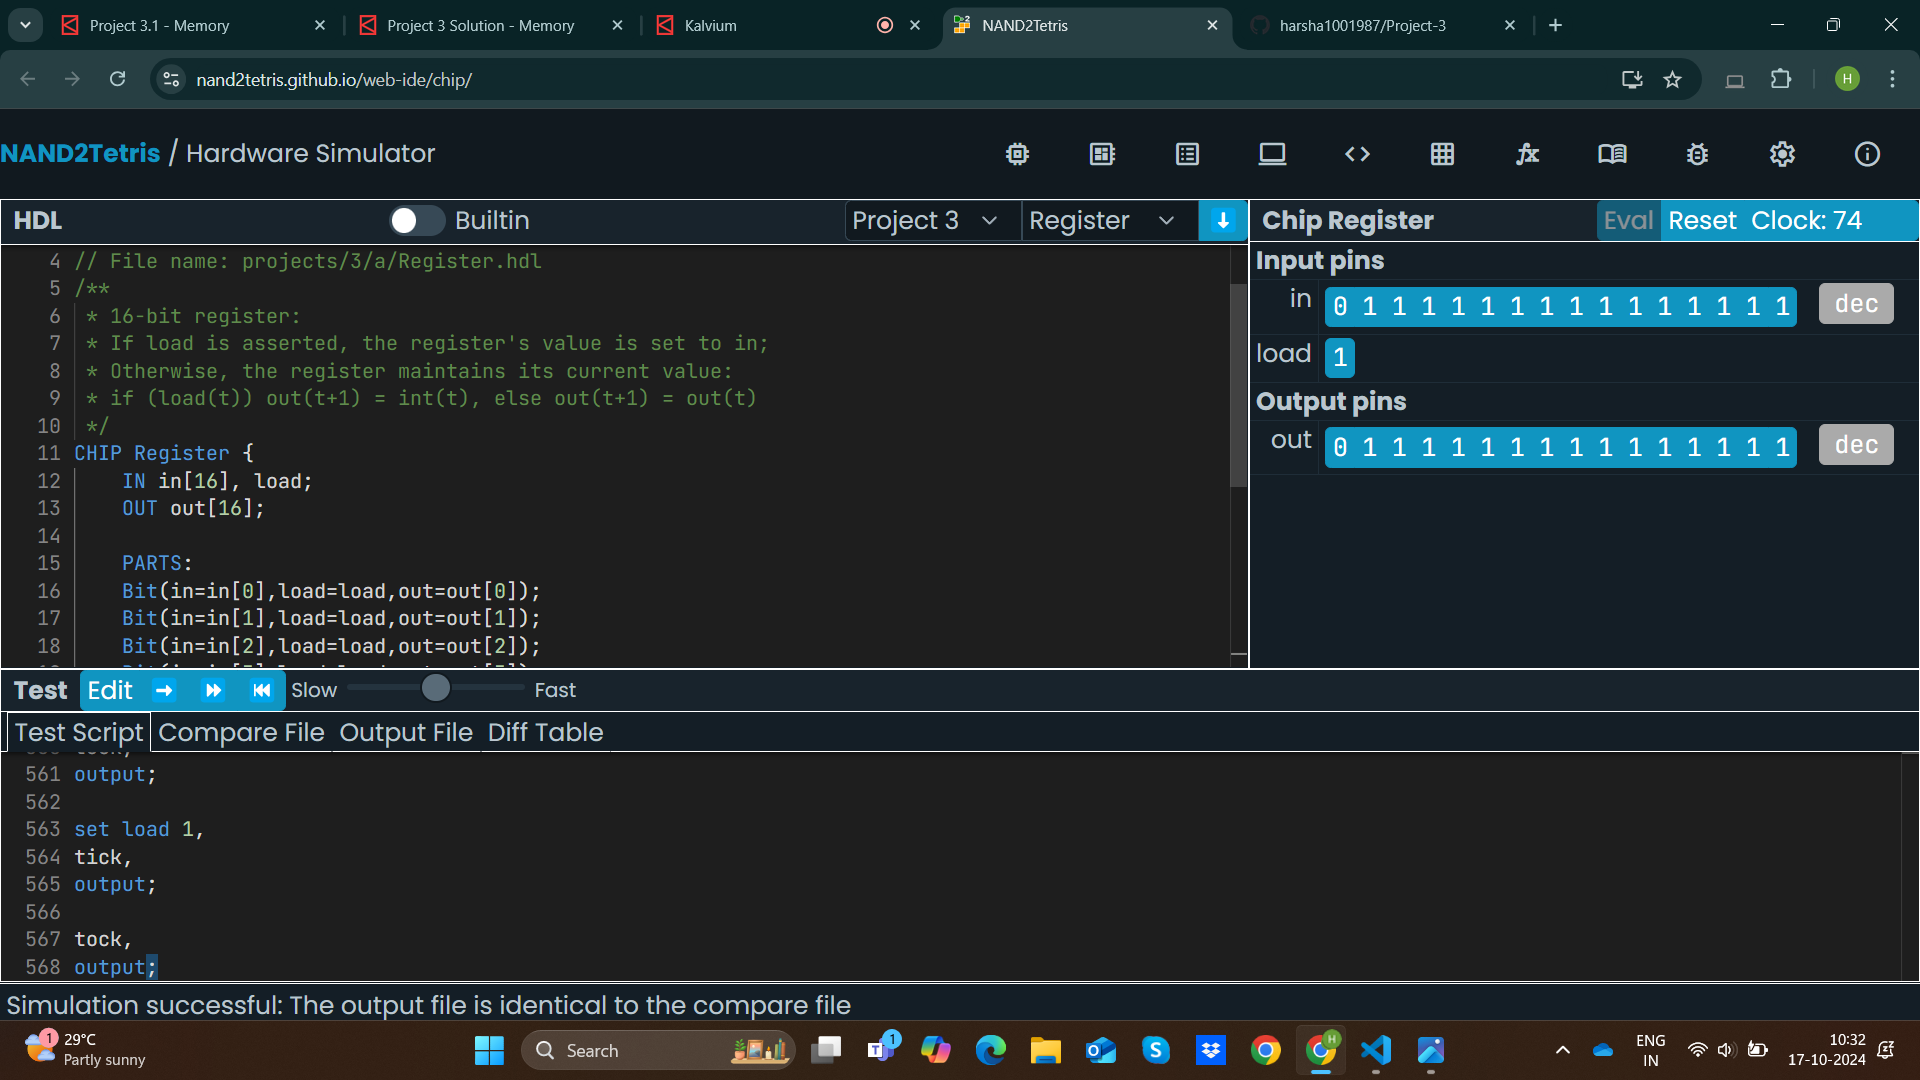 Project 3.1 - Memory
Project 3 Solution - Memory
Kalvium
NAND2Tetris
harsha1001987/Project-3
nand2tetris.github.io/web-ide/chip/
H
NAND2Tetris / Hardware Simulator
HDL
Builtin
Project 3
Register
Chip Register
Eval
Reset
Clock: 74
4 // File name: projects/3/a/Register.hdl
5 /**
6 * 16-bit register:
7 * If load is asserted, the register's value is set to in;
8 * Otherwise, the register maintains its current value:
9 * if (load(t)) out(t+1) = int(t), else out(t+1) = out(t)
10 */
11 CHIP Register {
12 IN in[16], load;
13 OUT out[16];
14
15 PARTS:
16 Bit(in=in[0],load=load,out=out[0]);
17 Bit(in=in[1],load=load,out=out[1]);
18 Bit(in=in[2],load=load,out=out[2]);
Input pins
in 0 1 1 1 1 1 1 1 1 1 1 1 1 1 1 1 dec
load 1
Output pins
out 0 1 1 1 1 1 1 1 1 1 1 1 1 1 1 1 dec
Test Edit Slow Fast
Test Script Compare File Output File Diff Table
561 output;
562
563 set load 1,
564 tick,
565 output;
566
567 tock,
568 output;
Simulation successful: The output file is identical to the compare file
1
29°C
Partly sunny
Search
1
H
ENG
IN
10:32
17-10-2024